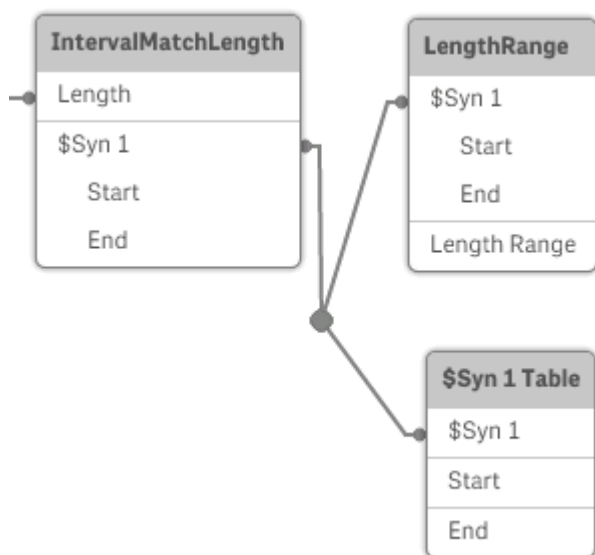 IntervalMatchLength
Length
$Syn 1
Start
End
LengthRange
$Syn 1
Start
End
Length Range
$Syn 1 Table
$Syn 1
Start
End